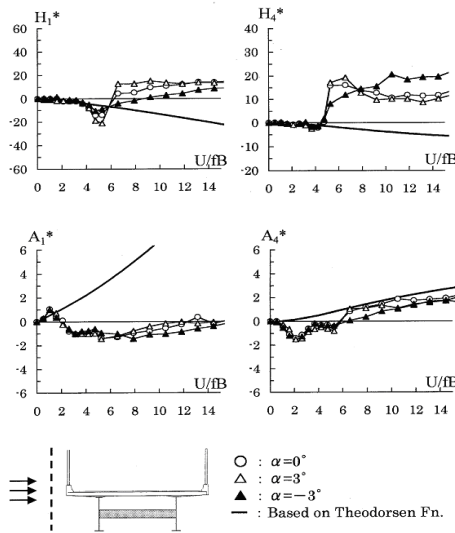 H₁*
60
40
20
0
-20
-40
-60
0 2 4 6 8 10 12 14
U/fB
H₄*
40
30
20
10
0
-10
-20
0 2 4 6 8 10 12 14
U/fB
A₁*
6
4
2
0
-2
-4
-6
U/fB
0 2 4 6 8 10 12 14
A₄*
6
4
2
0
-2
-4
-6
U/fB
0 2 4 6 8 10 12 14
○ : α=0°
△ : α=3°
▲ : α=−3°
— : Based on Theodorsen Fn.